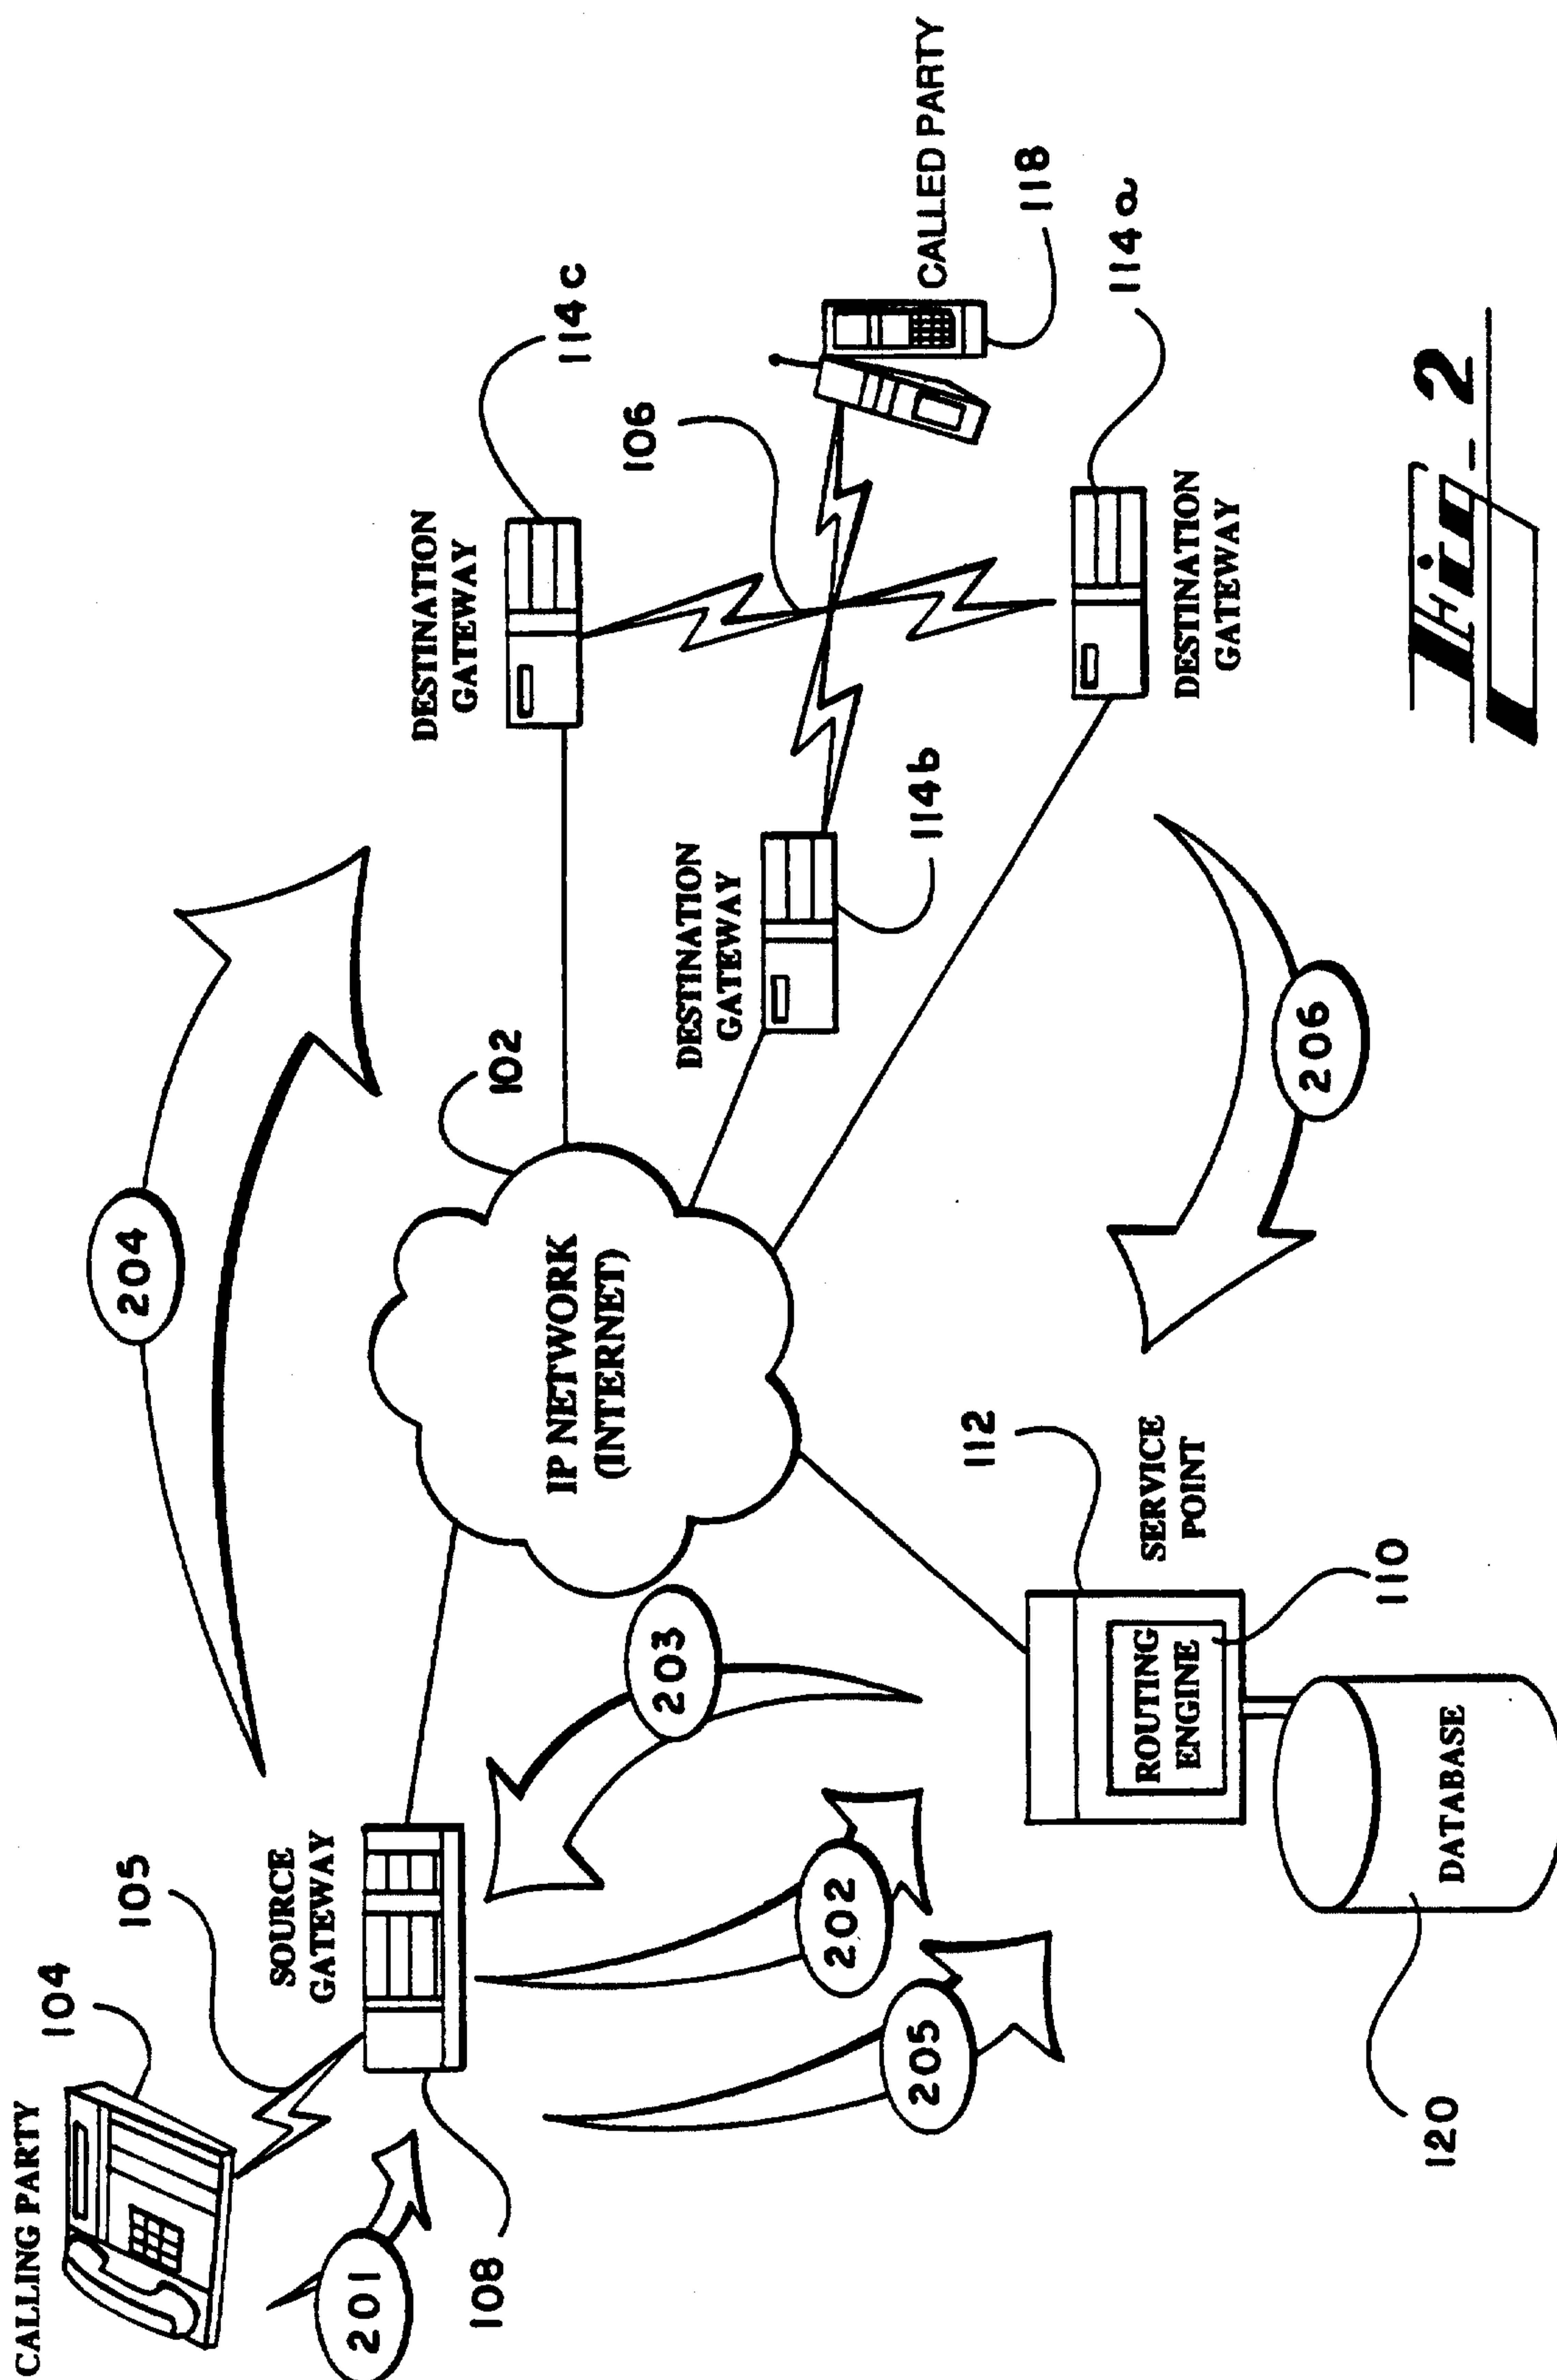 CALLING PARTY
104
105
SOURCE
GATEWAY
201
108
204
203
202
205
102
IP NETWORK
(INTERNET)
DESTINATION
GATEWAY
114c
106
DESTINATION
GATEWAY
114b
CALLED PARTY
118
114a
DESTINATION
GATEWAY
206
112
SERVICE
POINT
ROUTING
ENGINE
110
DATABASE
120
Fig-2